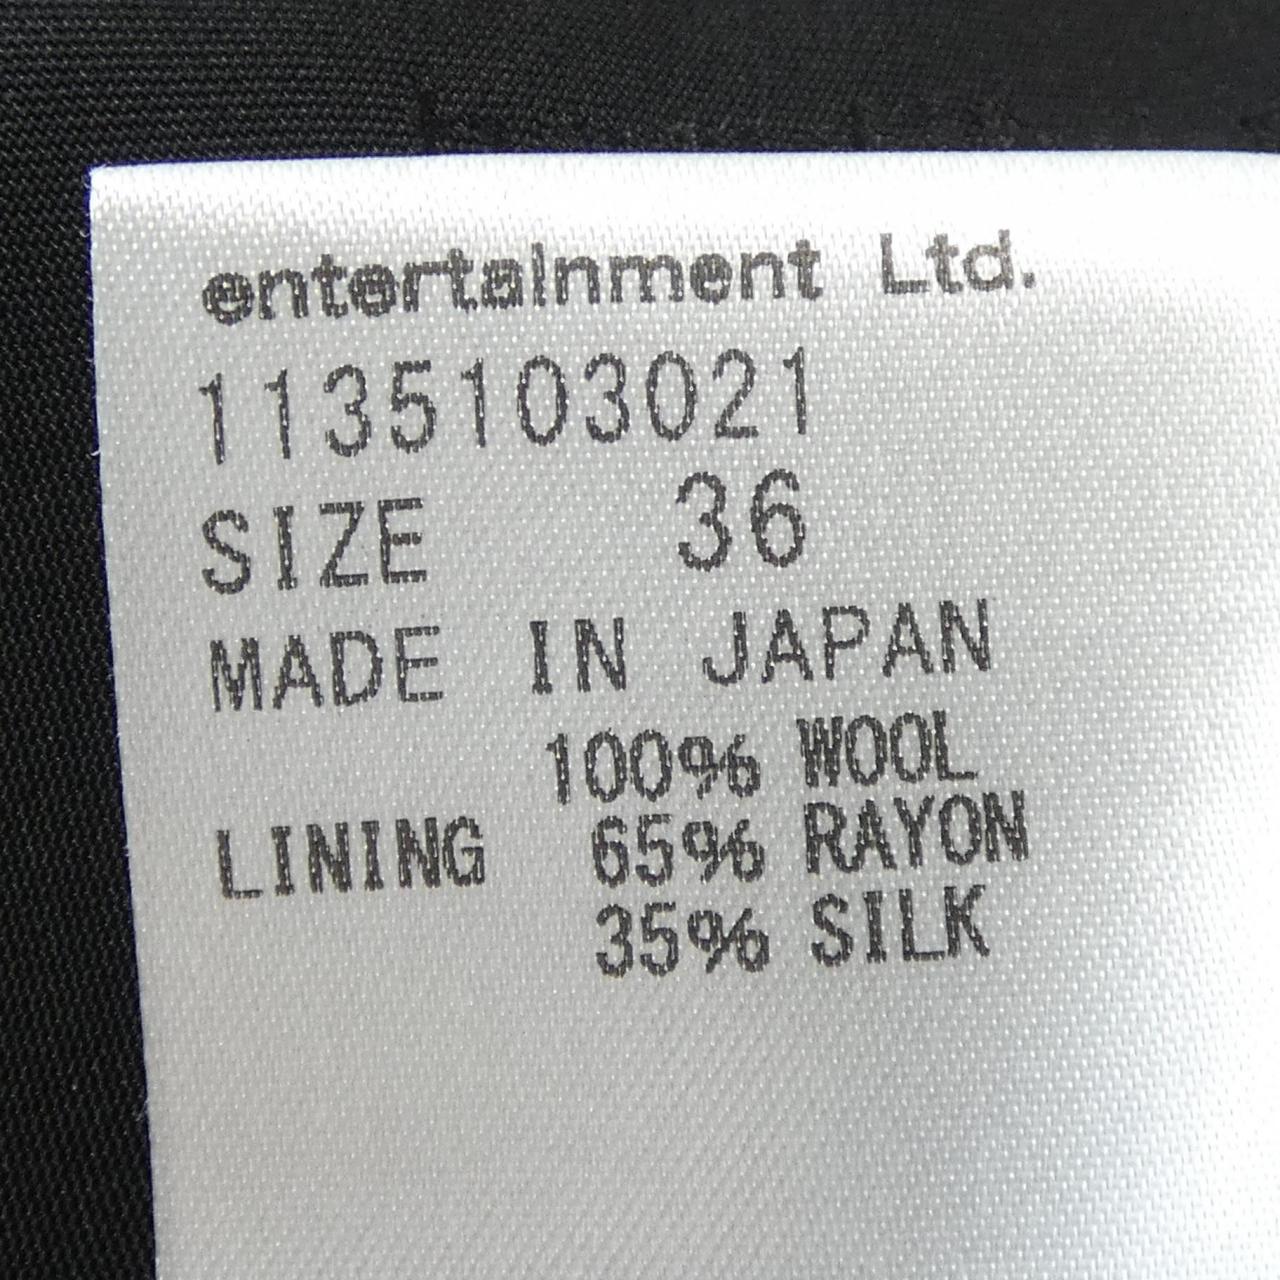 entertainment Ltd.
1135103021
SIZE 36
MADE IN JAPAN
100% WOOL
LINING 65% RAYON
35% SILK